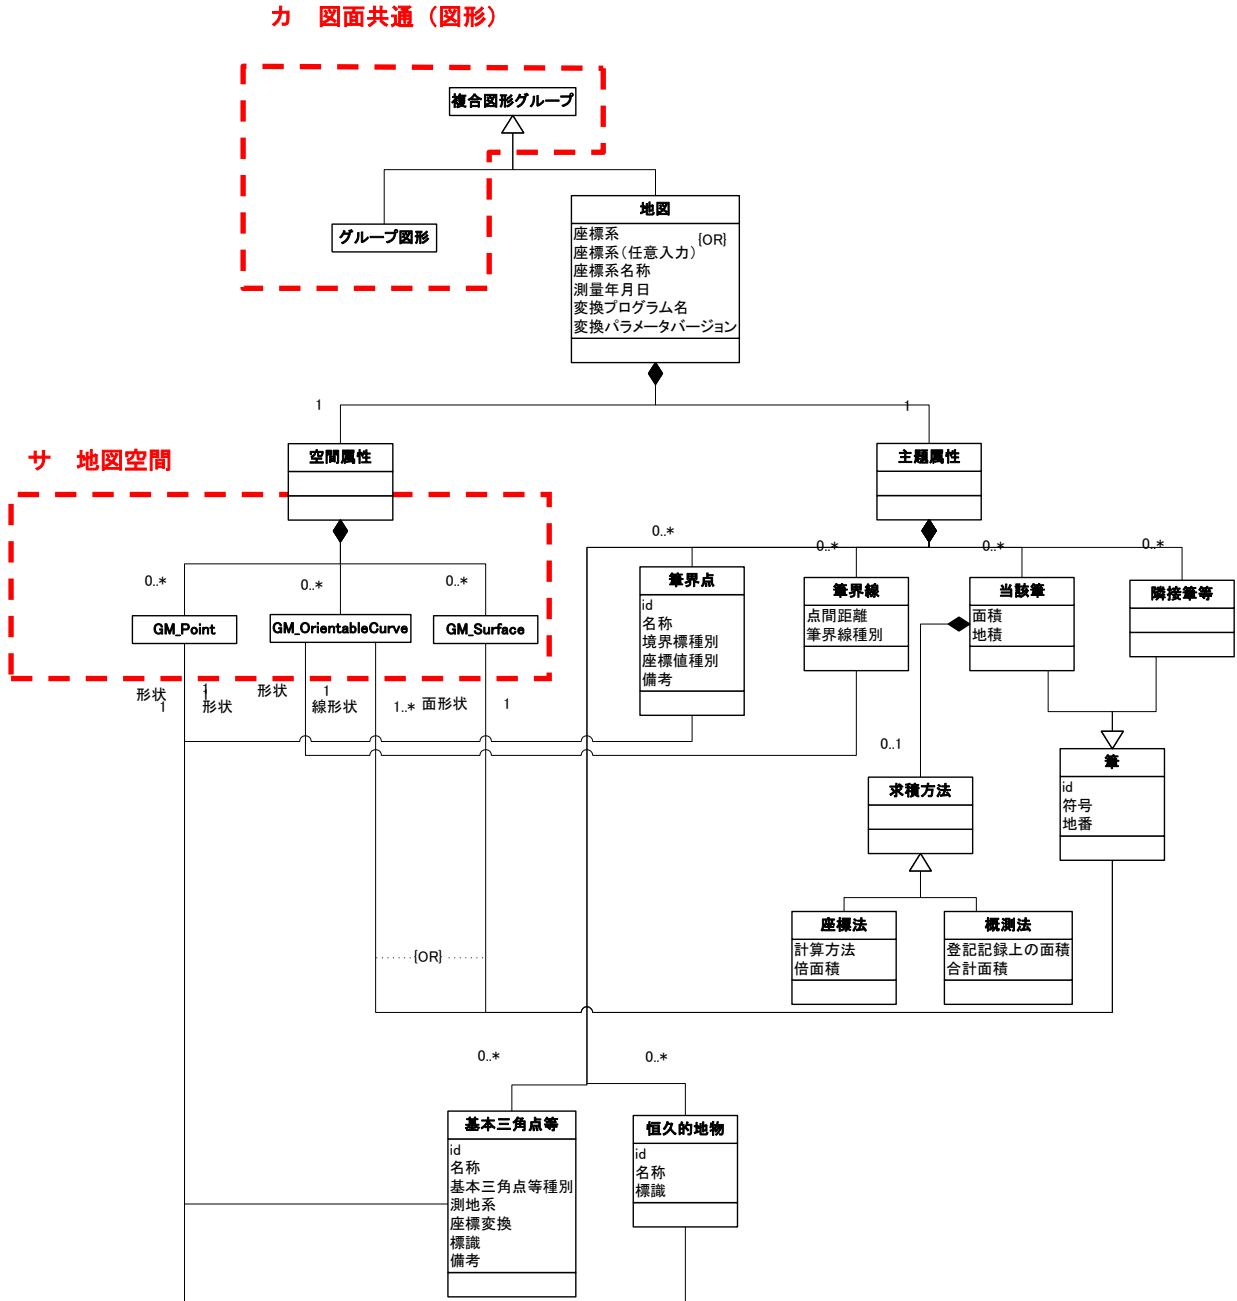 カ　図面共通（図形）
複合図形グループ
グループ図形
地図
座標系
座標系（任意入力）
{OR}
座標系名称
測量年月日
変換プログラム名
変換パラメータバージョン
1
1
サ　地図空間
空間属性
主題属性
0..*
0..*
0..*
0..*
0..*
0..*
0..*
筆界点
id
名称
境界標種別
座標値種別
備考
筆界線
点間距離
筆界線種別
当該筆
面積
地積
隣接筆等
GM_Point
GM_OrientableCurve
GM_Surface
形状
1
1
1
形状
形状
1
線形状
1..*
面形状
1
0..1
求積方法
筆
id
符号
地番
座標法
計算方法
倍面積
概測法
登記記録上の面積
合計面積
{OR}
0..*
0..*
基本三角点等
id
名称
基本三角点等種別
測地系
座標変換
標識
備考
恒久的地物
id
名称
標識